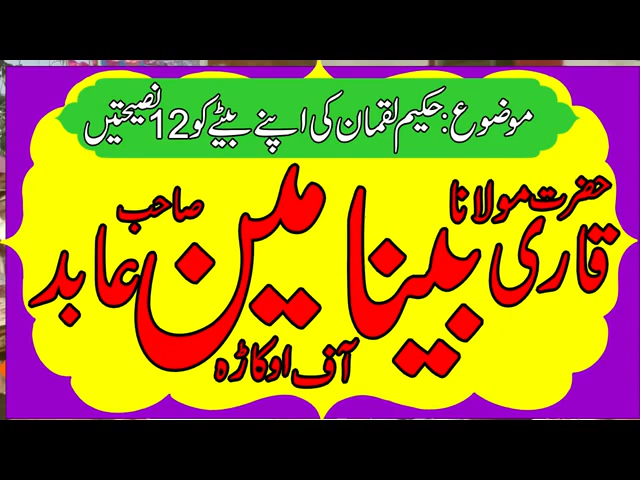 موضوع: حکیم لقمان کی اپنے بیٹے کو 12 نصیحتیں
حضرت مولانا
قاری بینامین عابد صاحب
آف اوکاڑہ